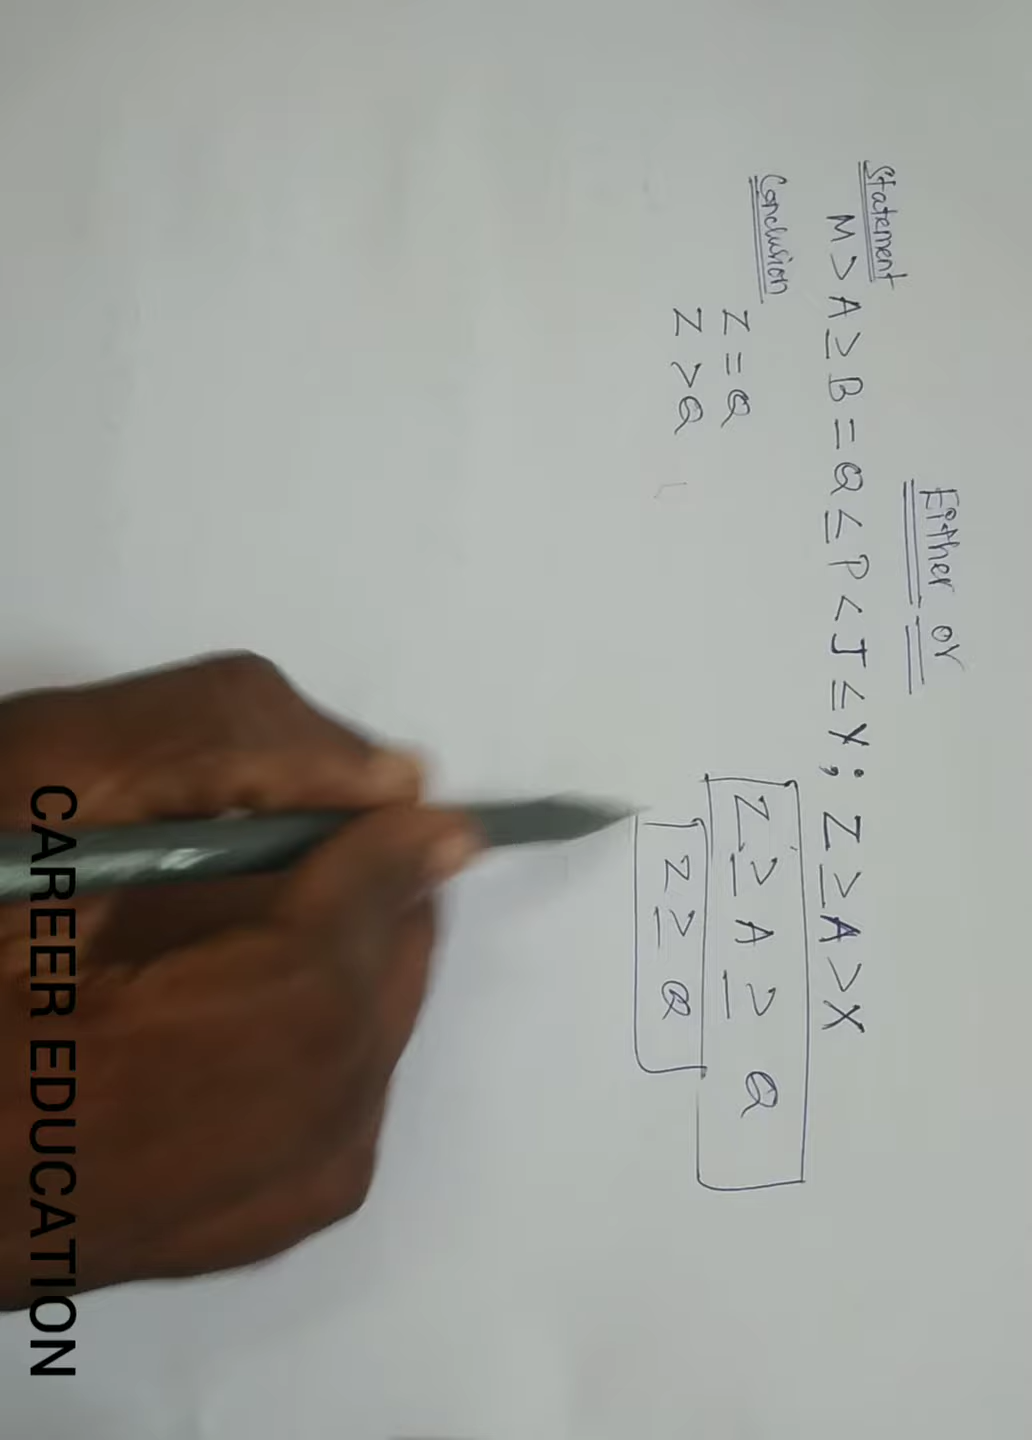 Either or
Statement
M > A ≥ B = Q ≤ P < J ≤ Y; Z ≥ A > X
Conclusion
Z = Q
Z > Q
Z ≥ A ≥ Q
Z ≥ Q
CAREER EDUCATION